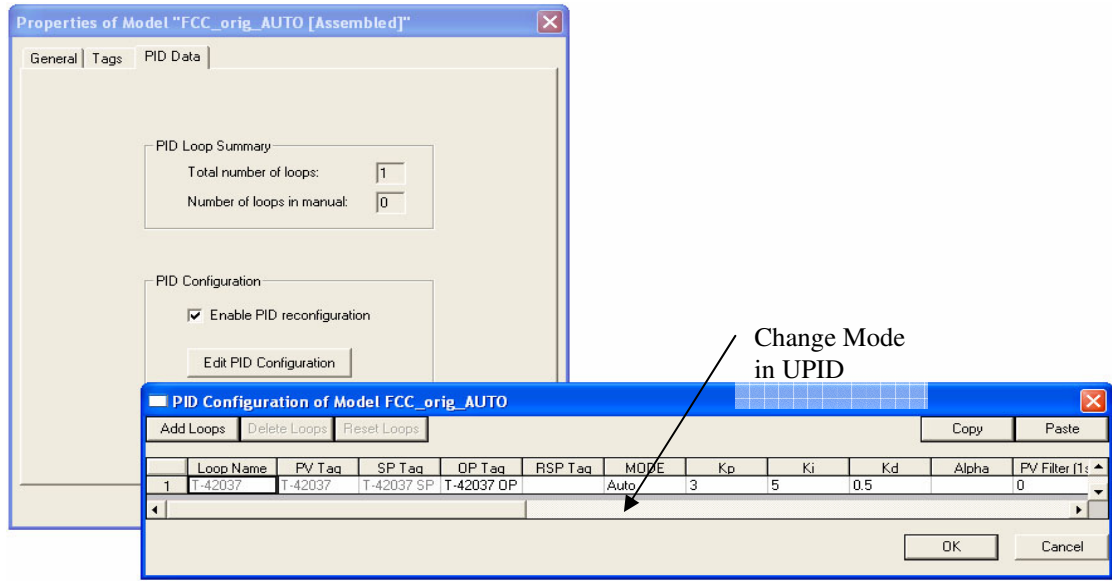 Properties of Model "FCC_orig_AUTO [Assembled]"
General Tags PID Data
PID Loop Summary
Total number of loops: 1
Number of loops in manual: 0
PID Configuration
Enable PID reconfiguration
Edit PID Configuration
Change Mode
in UPID
PID Configuration of Model FCC_orig_AUTO
Add Loops Delete Loops Reset Loops Copy Paste
Loop Name PV Tag SP Tag OP Tag RSP Tag MODE Kp Ki Kd Alpha PV Filter (1s
1 T-42037 T-42037 T-42037 SP T-42037 OP Auto 3 5 0.5 0
OK Cancel